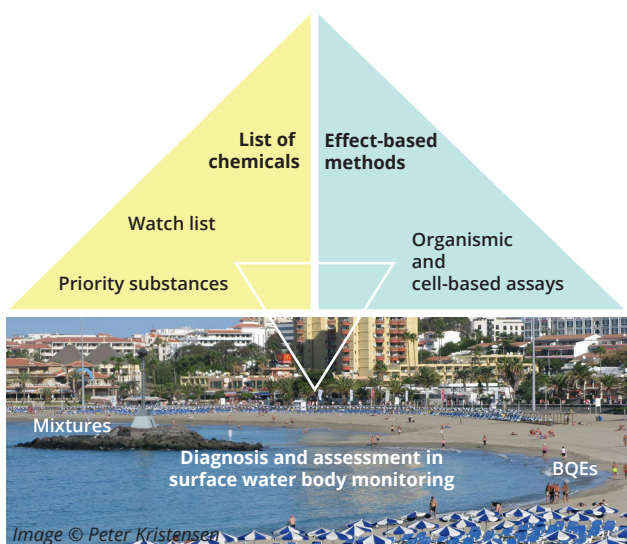 List of
chemicals
Effect-based
methods
Watch list
Organismic
and
cell-based assays
Priority substances
Mixtures
Diagnosis and assessment in
surface water body monitoring
BQEs
Image © Peter Kristensen